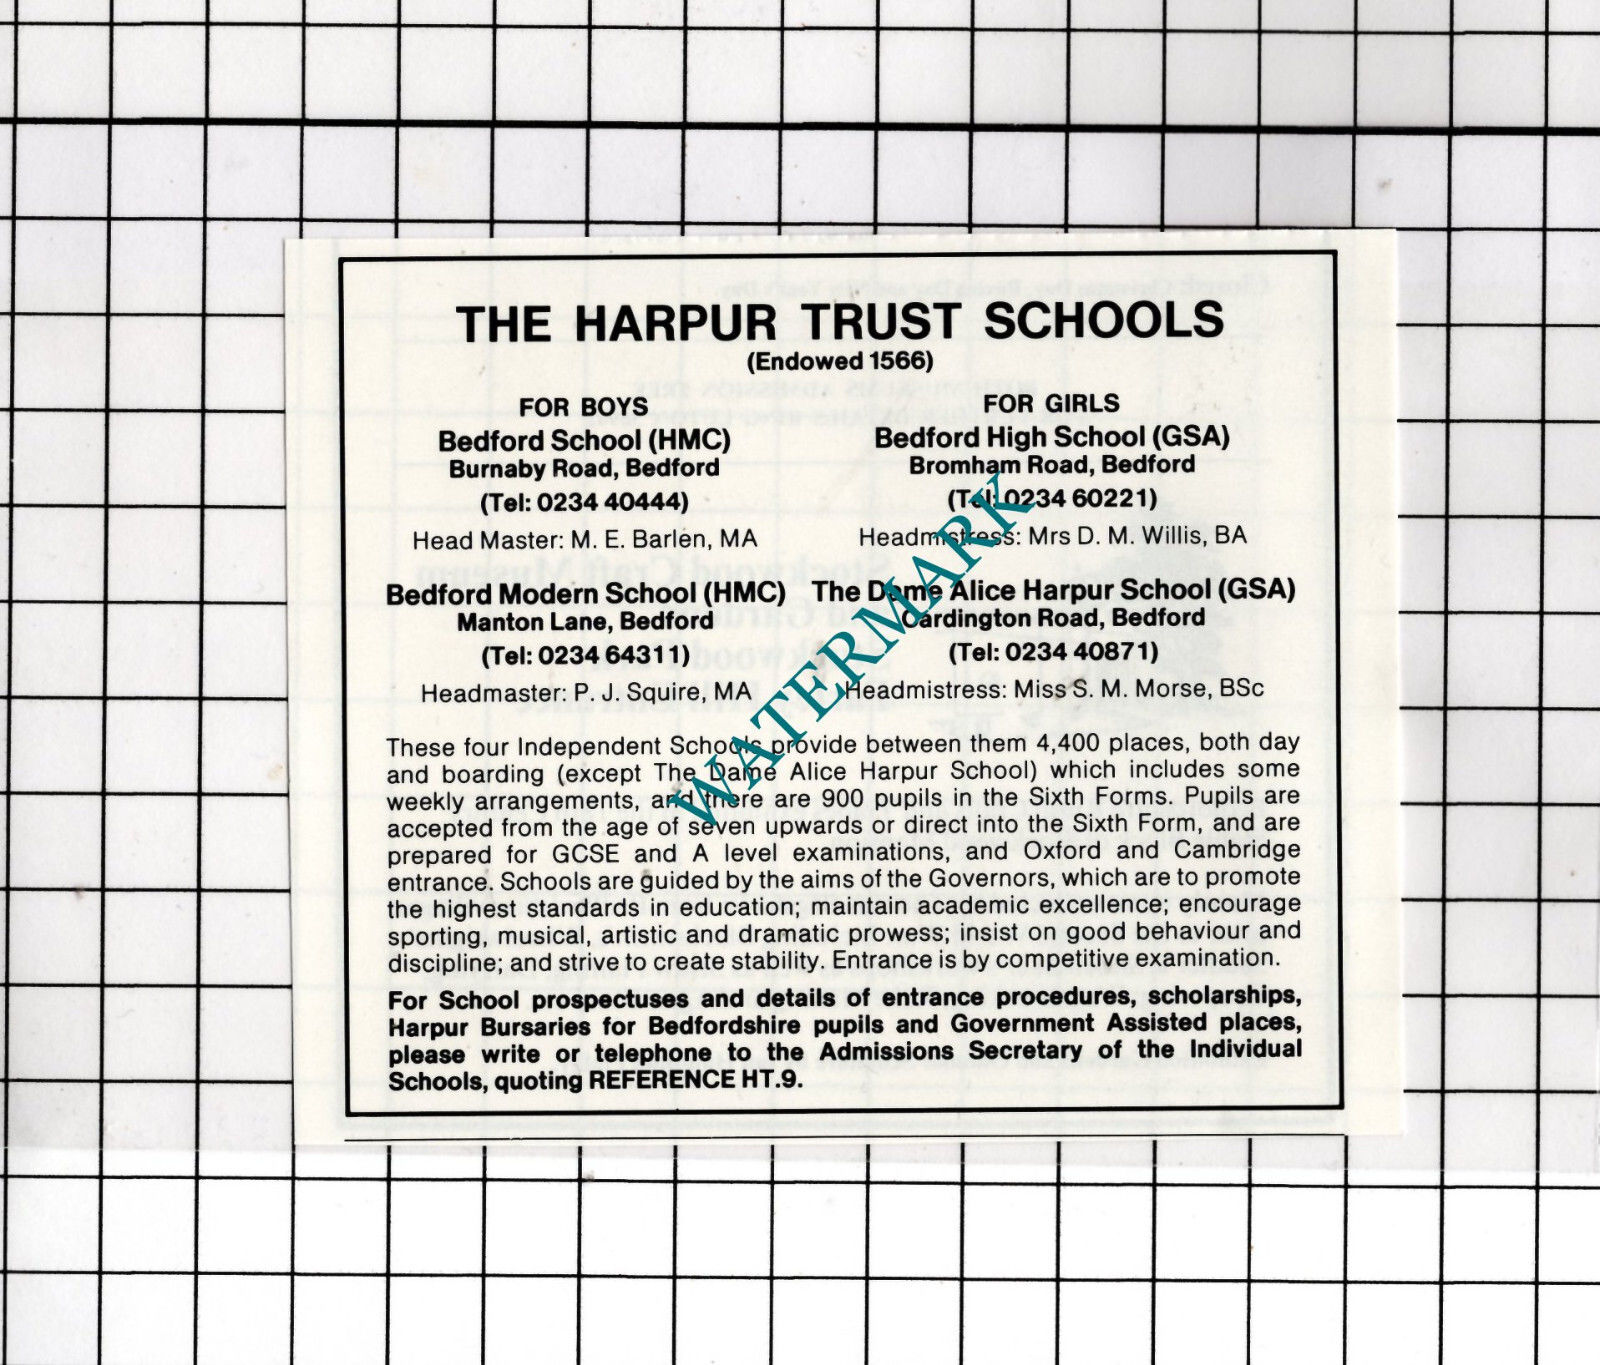 THE HARPUR TRUST SCHOOLS
(Endowed 1566)
FOR BOYS
Bedford School (HMC)
Burnaby Road, Bedford
(Tel: 0234 40444)
Head Master: M. E. Barlen, MA
FOR GIRLS
Bedford High School (GSA)
Bromham Road, Bedford
(Tel: 0234 60221)
Headmistress: Mrs D. M. Willis, BA
Bedford Modern School (HMC)
Manton Lane, Bedford
(Tel: 0234 64311)
Headmaster: P. J. Squire, MA
The Dame Alice Harpur School (GSA)
Cardington Road, Bedford
(Tel: 0234 40871)
Headmistress: Miss S. M. Morse, BSc
These four Independent Schools provide between them 4,400 places, both day
and boarding (except The Dame Alice Harpur School) which includes some
weekly arrangements, and there are 900 pupils in the Sixth Forms. Pupils are
accepted from the age of seven upwards or direct into the Sixth Form, and are
prepared for GCSE and A level examinations, and Oxford and Cambridge
entrance. Schools are guided by the aims of the Governors, which are to promote
the highest standards in education; maintain academic excellence; encourage
sporting, musical, artistic and dramatic prowess; insist on good behaviour and
discipline; and strive to create stability. Entrance is by competitive examination.
For School prospectuses and details of entrance procedures, scholarships,
Harpur Bursaries for Bedfordshire pupils and Government Assisted places,
please write or telephone to the Admissions Secretary of the Individual
Schools, quoting REFERENCE HT.9.
WATERMARK